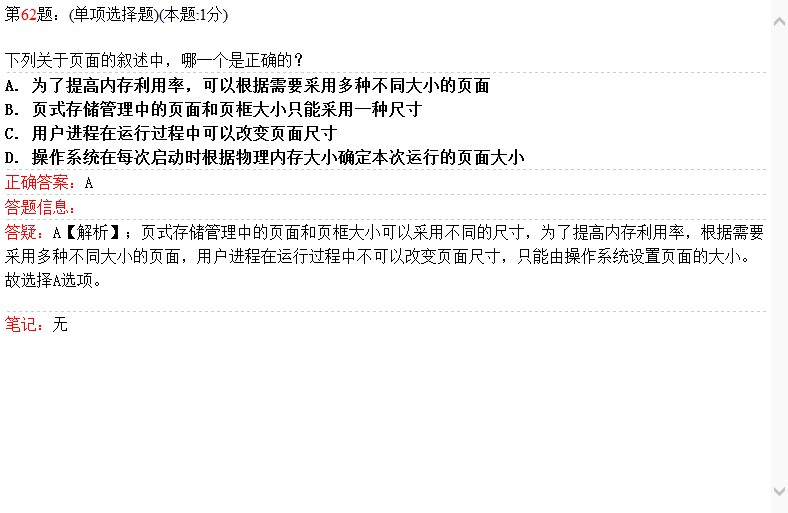 第62题：(单项选择题)(本题:1分)
下列关于页面的叙述中，哪一个是正确的？
A. 为了提高内存利用率，可以根据需要采用多种不同大小的页面
B. 页式存储管理中的页面和页框大小只能采用一种尺寸
C. 用户进程在运行过程中可以改变页面尺寸
D. 操作系统在每次启动时根据物理内存大小确定本次运行的页面大小
正确答案：A
答题信息：
答疑：A【解析】；页式存储管理中的页面和页框大小可以采用不同的尺寸，为了提高内存利用率，根据需要
采用多种不同大小的页面，用户进程在运行过程中不可以改变页面尺寸，只能由操作系统设置页面的大小。
故选择A选项。
笔记：无